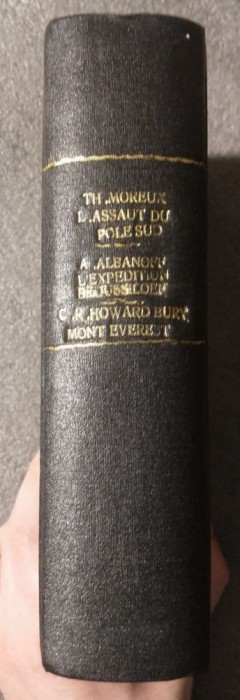 TH.MOREUX
L'ASSAUT DU
POLE SUD
A.ALBANOFF
L'EXPEDITION
BROUSSILOFF
C.R.HOWARD BURY
MONT EVEREST